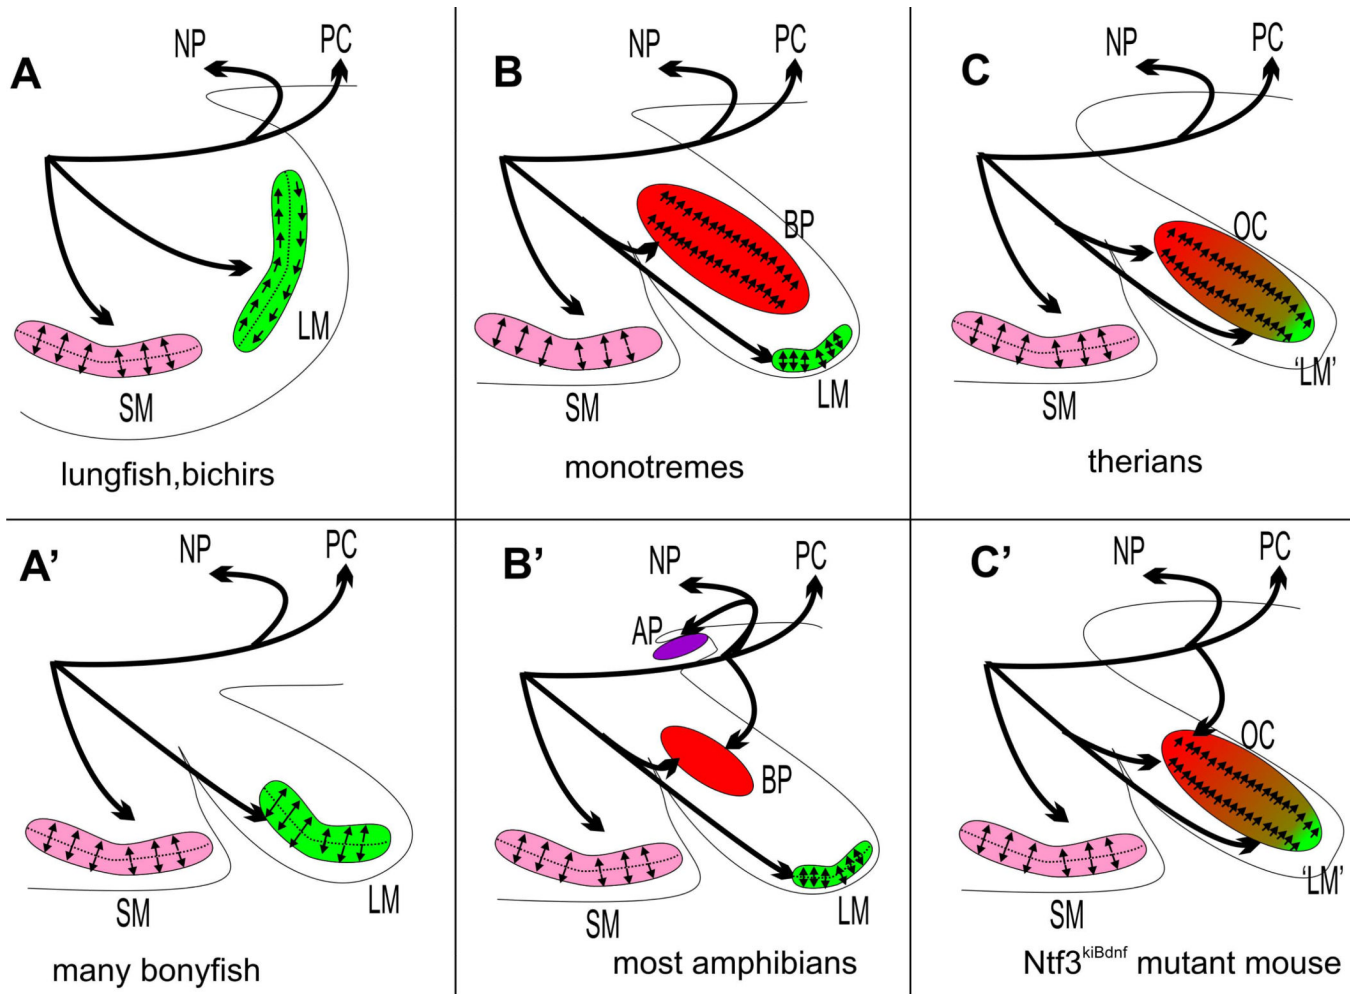 A
NP
PC
LM
SM
lungfish,bichirs
B
NP
PC
BP
SM
LM
monotremes
C
NP
PC
OC
'LM'
SM
therians
A'
NP
PC
SM
LM
many bonyfish
B'
NP
PC
AP
BP
SM
LM
most amphibians
C'
NP
PC
OC
'LM'
SM
Ntf3kiBdnf mutant mouse